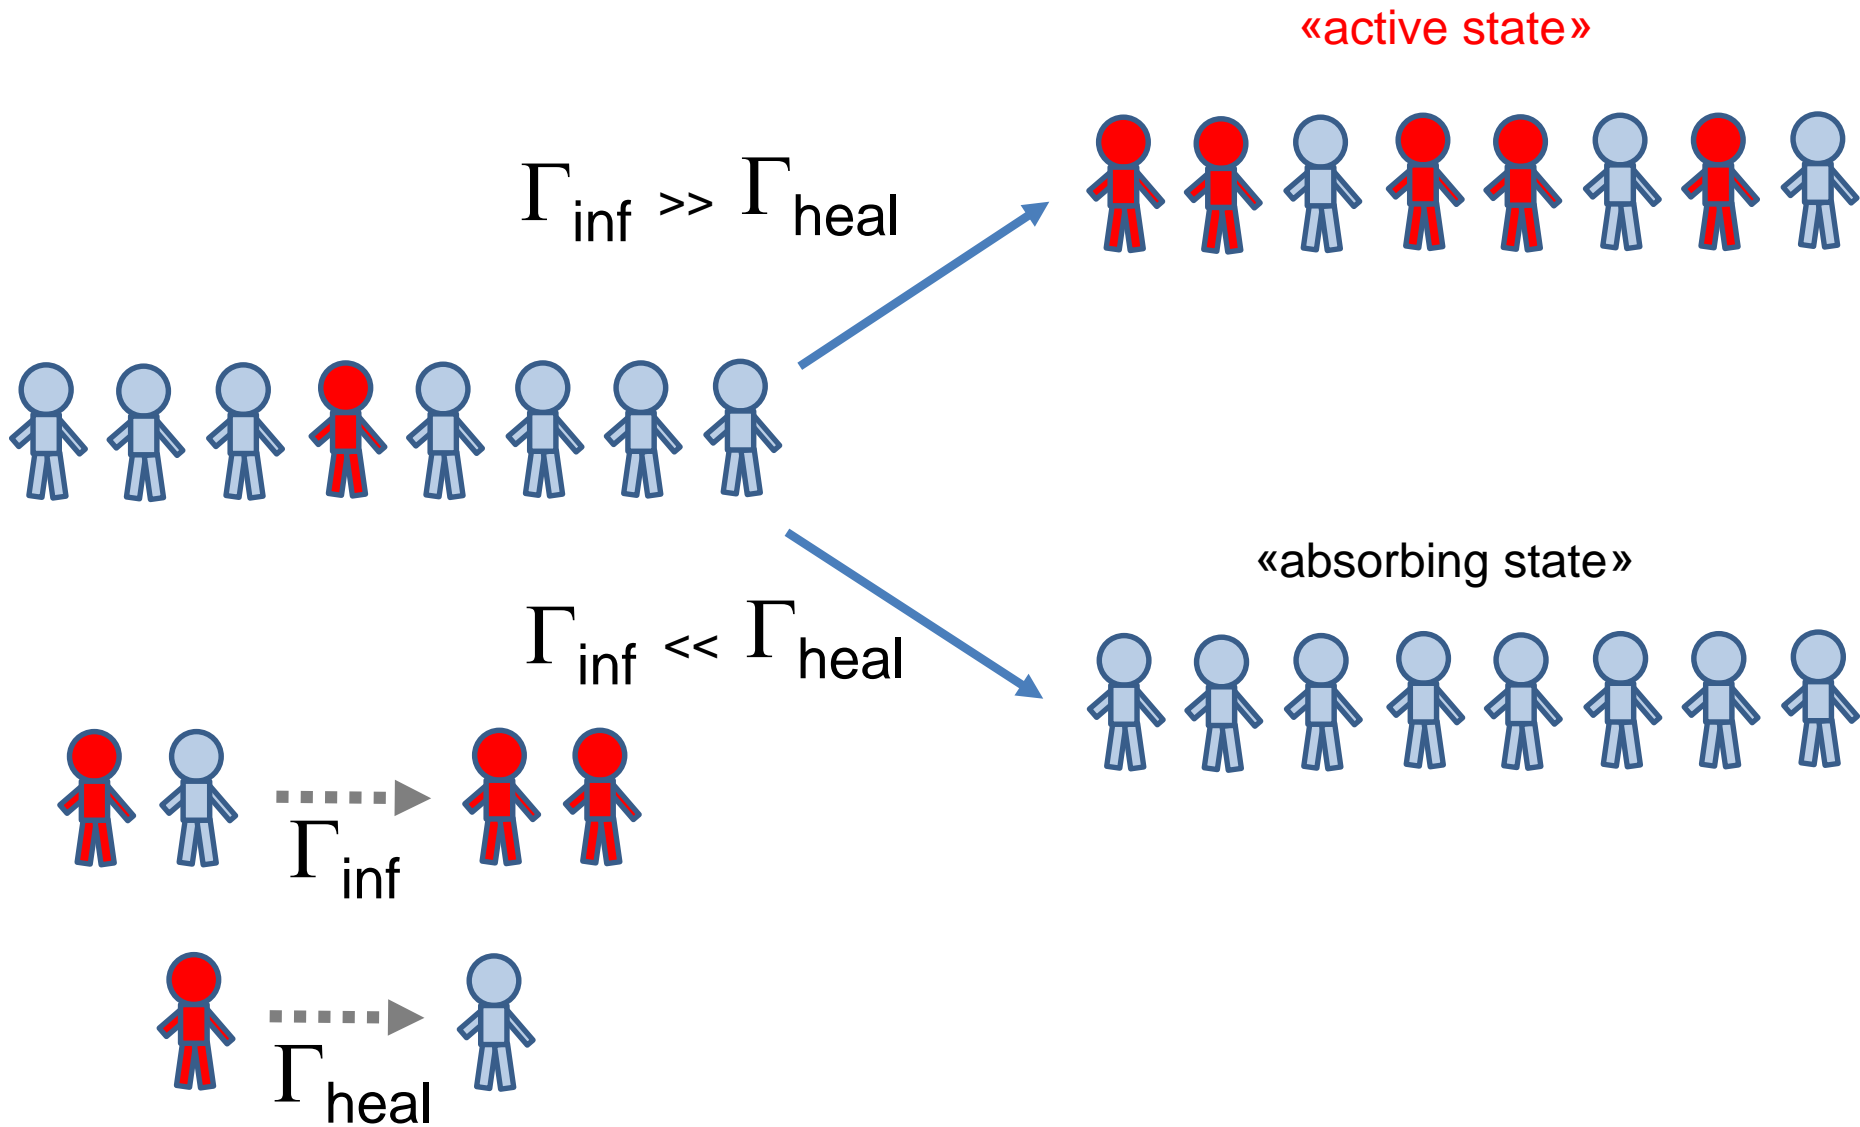 «active state»
Γinf >> Γheal
«absorbing state»
Γinf << Γheal
Γinf
Γheal